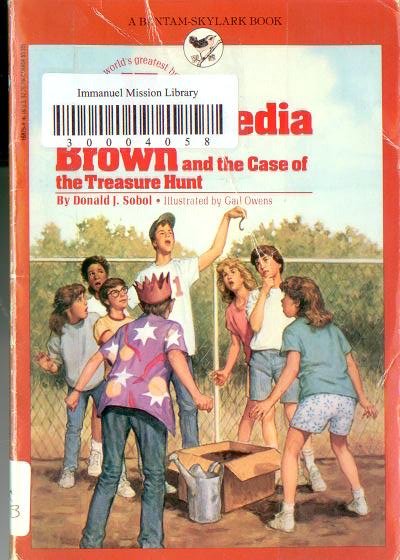 A BANTAM-SKYLARK BOOK
world's greatest
Immanuel Mission Library
30004058
edia
Brown and the Case of
the Treasure Hunt
By Donald J. Sobol • Illustrated by Gail Owens
1